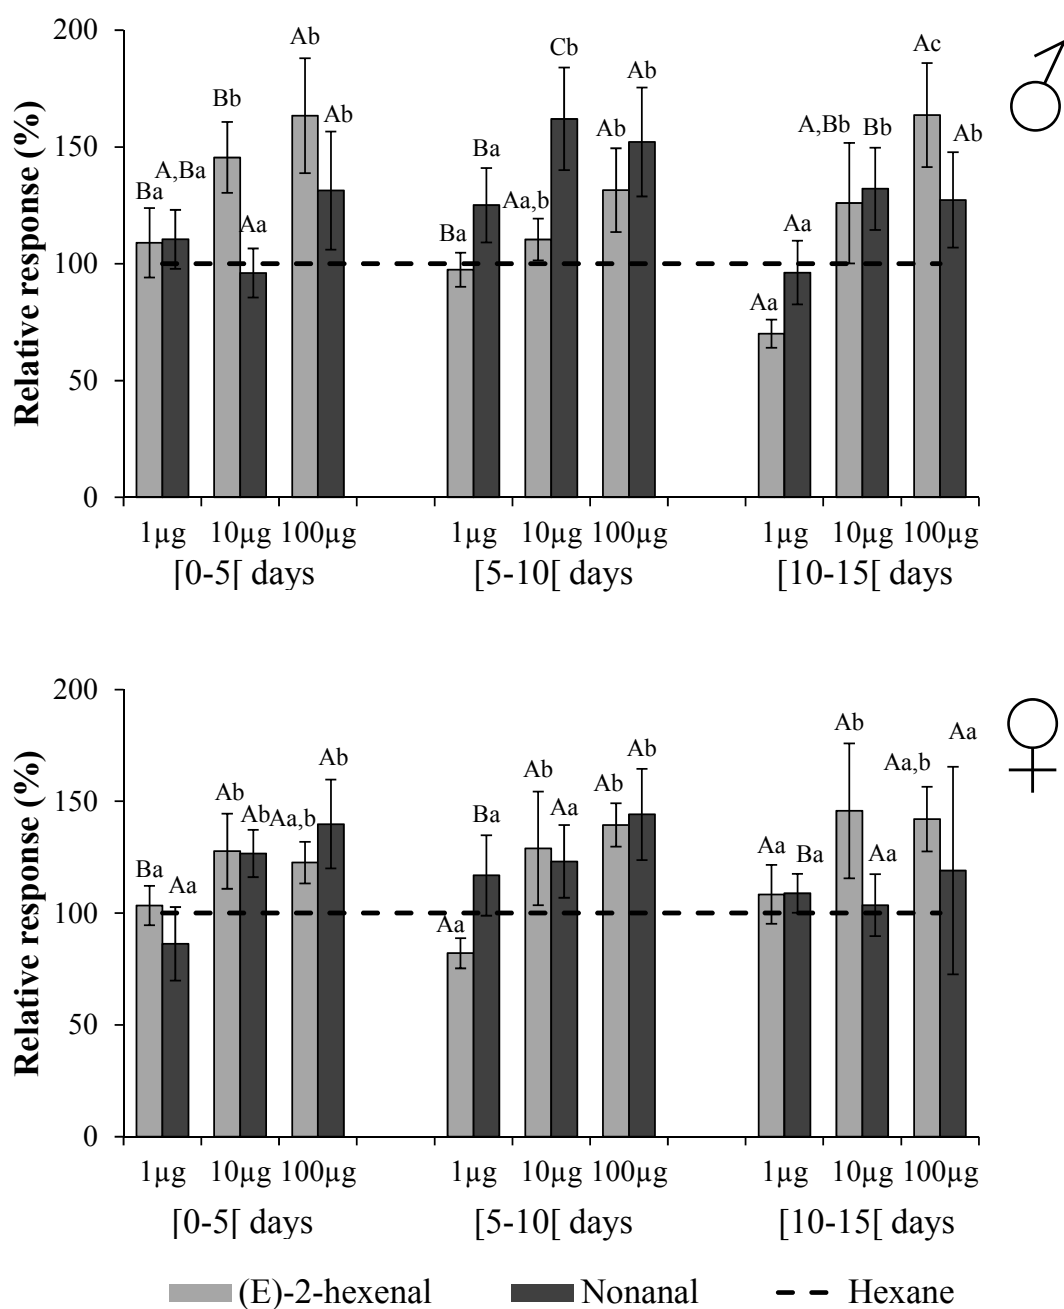 200
Ab
Cb
Ac
Relative response (%)
Bb
Ab
Ab
150
A,Ba
Ba
Ab
A,Bb
Bb
Ab
Ba
Aa
Aa,b
Aa
Ba
100
Aa
50
0
1µg 10µg 100µg 1µg 10µg 100µg 1µg 10µg 100µg
[0-5[ days [5-10[ days [10-15[ days
200
Relative response (%)
Ab Ab Ab Ab Aa
Ab Ab Aa,b Ab Aa,b
150
Ba Aa Ba Aa Aa Ba Aa
Aa
100
50
0
1µg 10µg 100µg 1µg 10µg 100µg 1µg 10µg 100µg
[0-5[ days [5-10[ days [10-15[ days
(E)-2-hexenal Nonanal Hexane